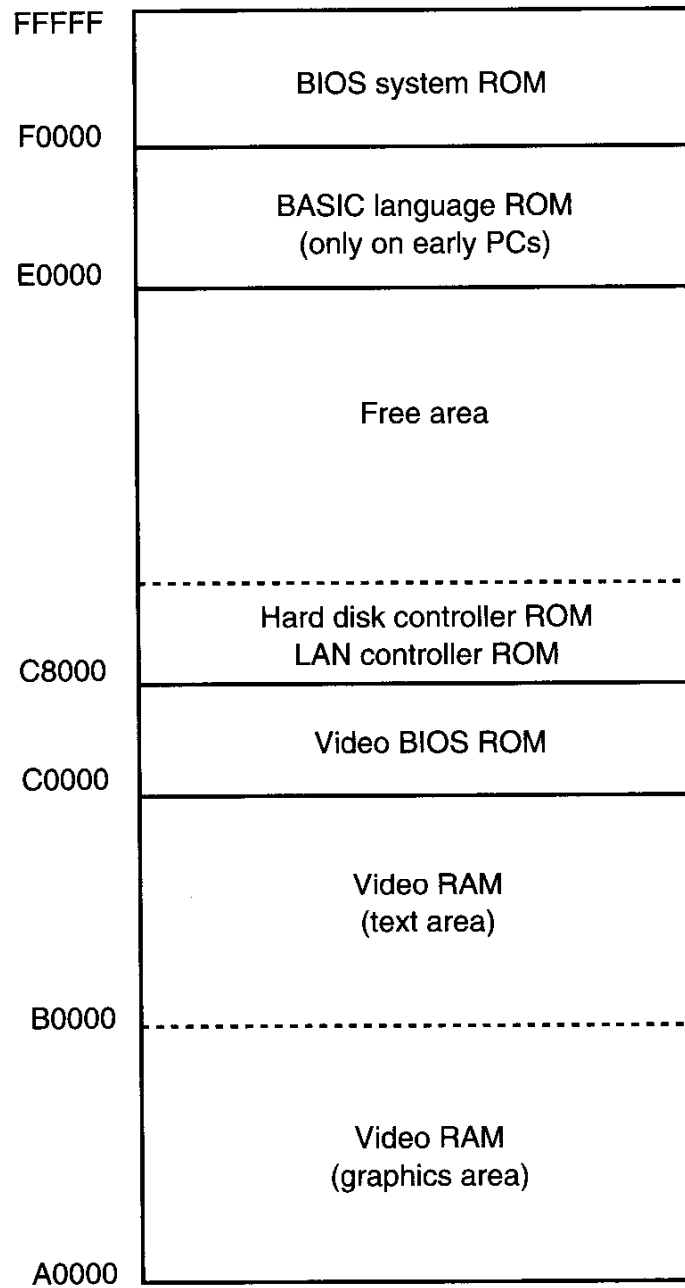 FFFFF
BIOS system ROM
F0000
BASIC language ROM
(only on early PCs)
E0000
Free area
Hard disk controller ROM
LAN controller ROM
C8000
Video BIOS ROM
C0000
Video RAM
(text area)
B0000
Video RAM
(graphics area)
A0000